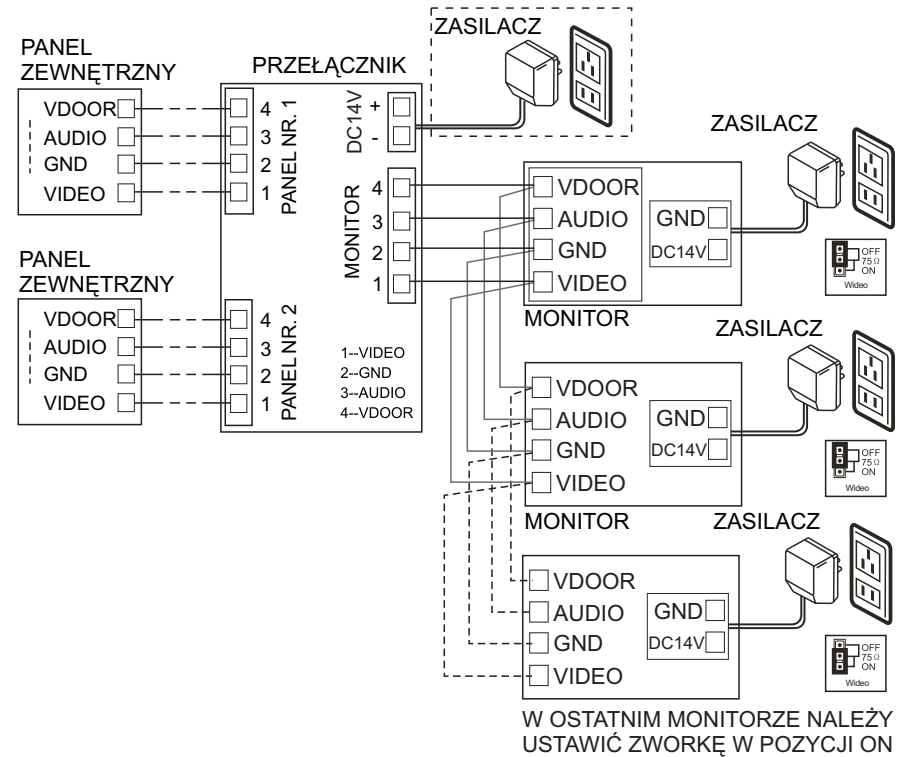 ZASILACZ
PANEL
ZEWNĘTRZNY
VDOOR
AUDIO
GND
VIDEO
PRZEŁĄCZNIK
4
3
2
1
PANEL NR. 1
DC14V
+
-
MONITOR
4
3
2
1
PANEL
ZEWNĘTRZNY
VDOOR
AUDIO
GND
VIDEO
4
3
2
1
PANEL NR. 2
1--VIDEO
2--GND
3--AUDIO
4--VDOOR
ZASILACZ
VDOOR
AUDIO
GND
VIDEO
GND
DC14V
OFF
75 Ω
ON
Wideo
MONITOR
ZASILACZ
VDOOR
AUDIO
GND
VIDEO
GND
DC14V
OFF
75 Ω
ON
Wideo
MONITOR
ZASILACZ
VDOOR
AUDIO
GND
VIDEO
GND
DC14V
OFF
75 Ω
ON
Wideo
W OSTATNIM MONITORZE NALEŻY
USTAWIĆ ZWORKĘ W POZYCJI ON